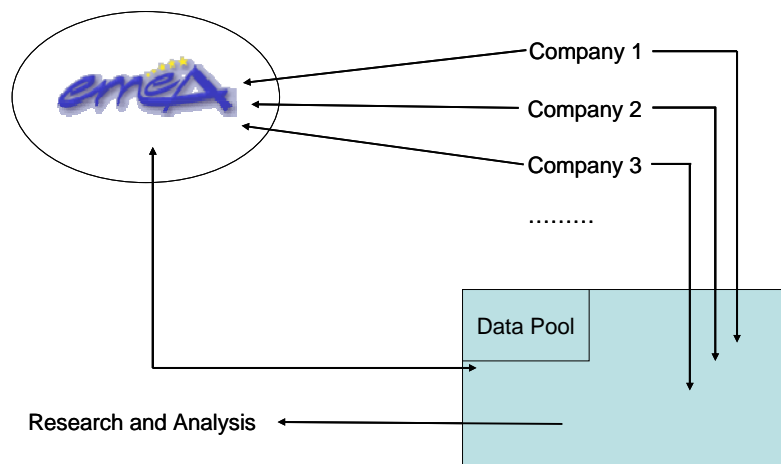 emea
Company 1
Company 2
Company 3
.........
Data Pool
Research and Analysis